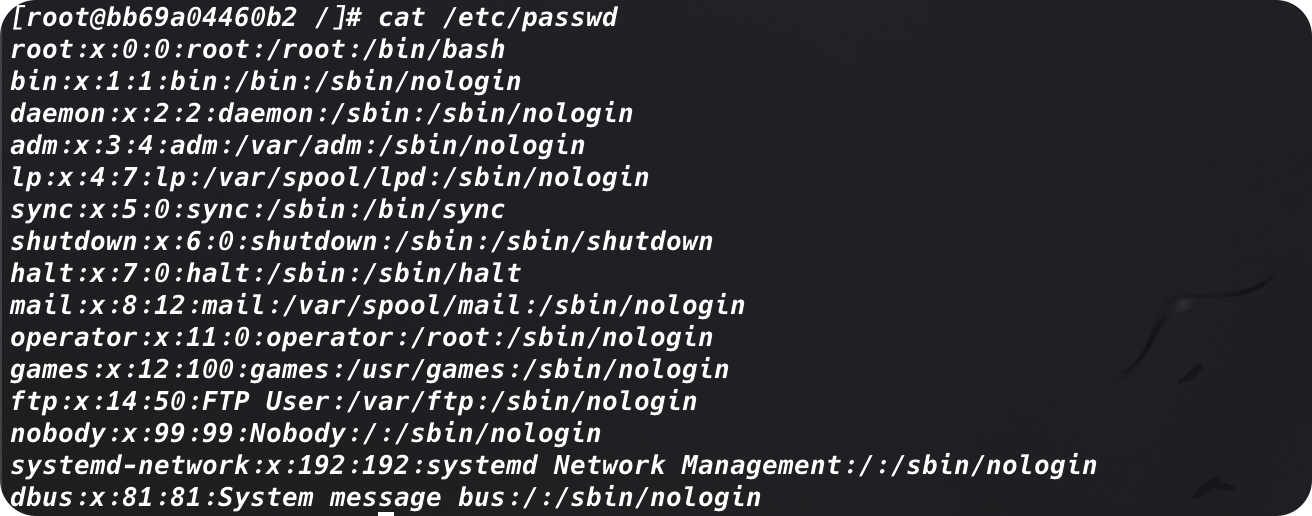 [root@bb69a04460b2 /]# cat /etc/passwd
root:x:0:0:root:/root:/bin/bash
bin:x:1:1:bin:/bin:/sbin/nologin
daemon:x:2:2:daemon:/sbin:/sbin/nologin
adm:x:3:4:adm:/var/adm:/sbin/nologin
lp:x:4:7:lp:/var/spool/lpd:/sbin/nologin
sync:x:5:0:sync:/sbin:/bin/sync
shutdown:x:6:0:shutdown:/sbin:/sbin/shutdown
halt:x:7:0:halt:/sbin:/sbin/halt
mail:x:8:12:mail:/var/spool/mail:/sbin/nologin
operator:x:11:0:operator:/root:/sbin/nologin
games:x:12:100:games:/usr/games:/sbin/nologin
ftp:x:14:50:FTP User:/var/ftp:/sbin/nologin
nobody:x:99:99:Nobody:/:/sbin/nologin
systemd-network:x:192:192:systemd Network Management:/:/sbin/nologin
dbus:x:81:81:System message bus:/:/sbin/nologin